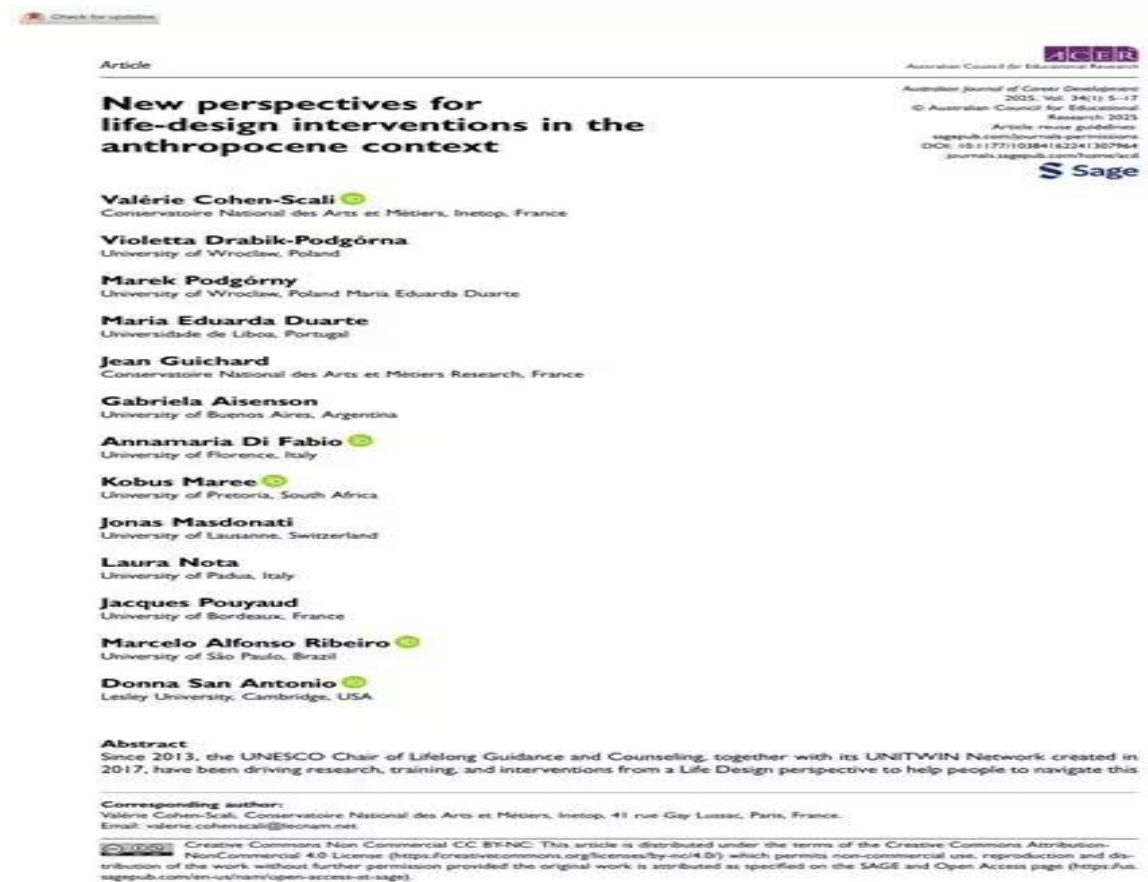 Check for updates
Article
ACER
Australian Council for Educational Research
New perspectives for
life-design interventions in the
anthropocene context
Australian Journal of Career Development
2025, Vol. 34(1) 5–17
© Australian Council for Educational
Research 2025
Article reuse guidelines:
sagepub.com/journals-permissions
DOI: 10.1177/10384162241307964
journals.sagepub.com/home/acd
Sage
Valérie Cohen-Scali
Conservatoire National des Arts et Métiers, Inetop, France
Violetta Drabik-Podgórna
University of Wroclaw, Poland
Marek Podgórny
University of Wroclaw, Poland Maria Eduarda Duarte
Maria Eduarda Duarte
Universidade de Liboa, Portugal
Jean Guichard
Conservatoire National des Arts et Métiers Research, France
Gabriela Aisenson
University of Buenos Aires, Argentina
Annamaria Di Fabio
University of Florence, Italy
Kobus Maree
University of Pretoria, South Africa
Jonas Masdonati
University of Lausanne, Switzerland
Laura Nota
University of Padua, Italy
Jacques Pouyaud
University of Bordeaux, France
Marcelo Alfonso Ribeiro
University of São Paulo, Brazil
Donna San Antonio
Lesley University, Cambridge, USA
Abstract
Since 2013, the UNESCO Chair of Lifelong Guidance and Counseling, together with its UNITWIN Network created in
2017, have been driving research, training, and interventions from a Life Design perspective to help people to navigate this
Corresponding author:
Valérie Cohen-Scali, Conservatoire National des Arts et Métiers, Inetop, 41 rue Gay Lussac, Paris, France.
Email: valerie.cohenscali@lecnam.net
Creative Commons Non Commercial CC BY-NC: This article is distributed under the terms of the Creative Commons Attribution-
NonCommercial 4.0 License (https://creativecommons.org/licenses/by-nc/4.0/) which permits non-commercial use, reproduction and dis-
tribution of the work without further permission provided the original work is attributed as specified on the SAGE and Open Access page (https://us.
sagepub.com/en-us/nam/open-access-at-sage).